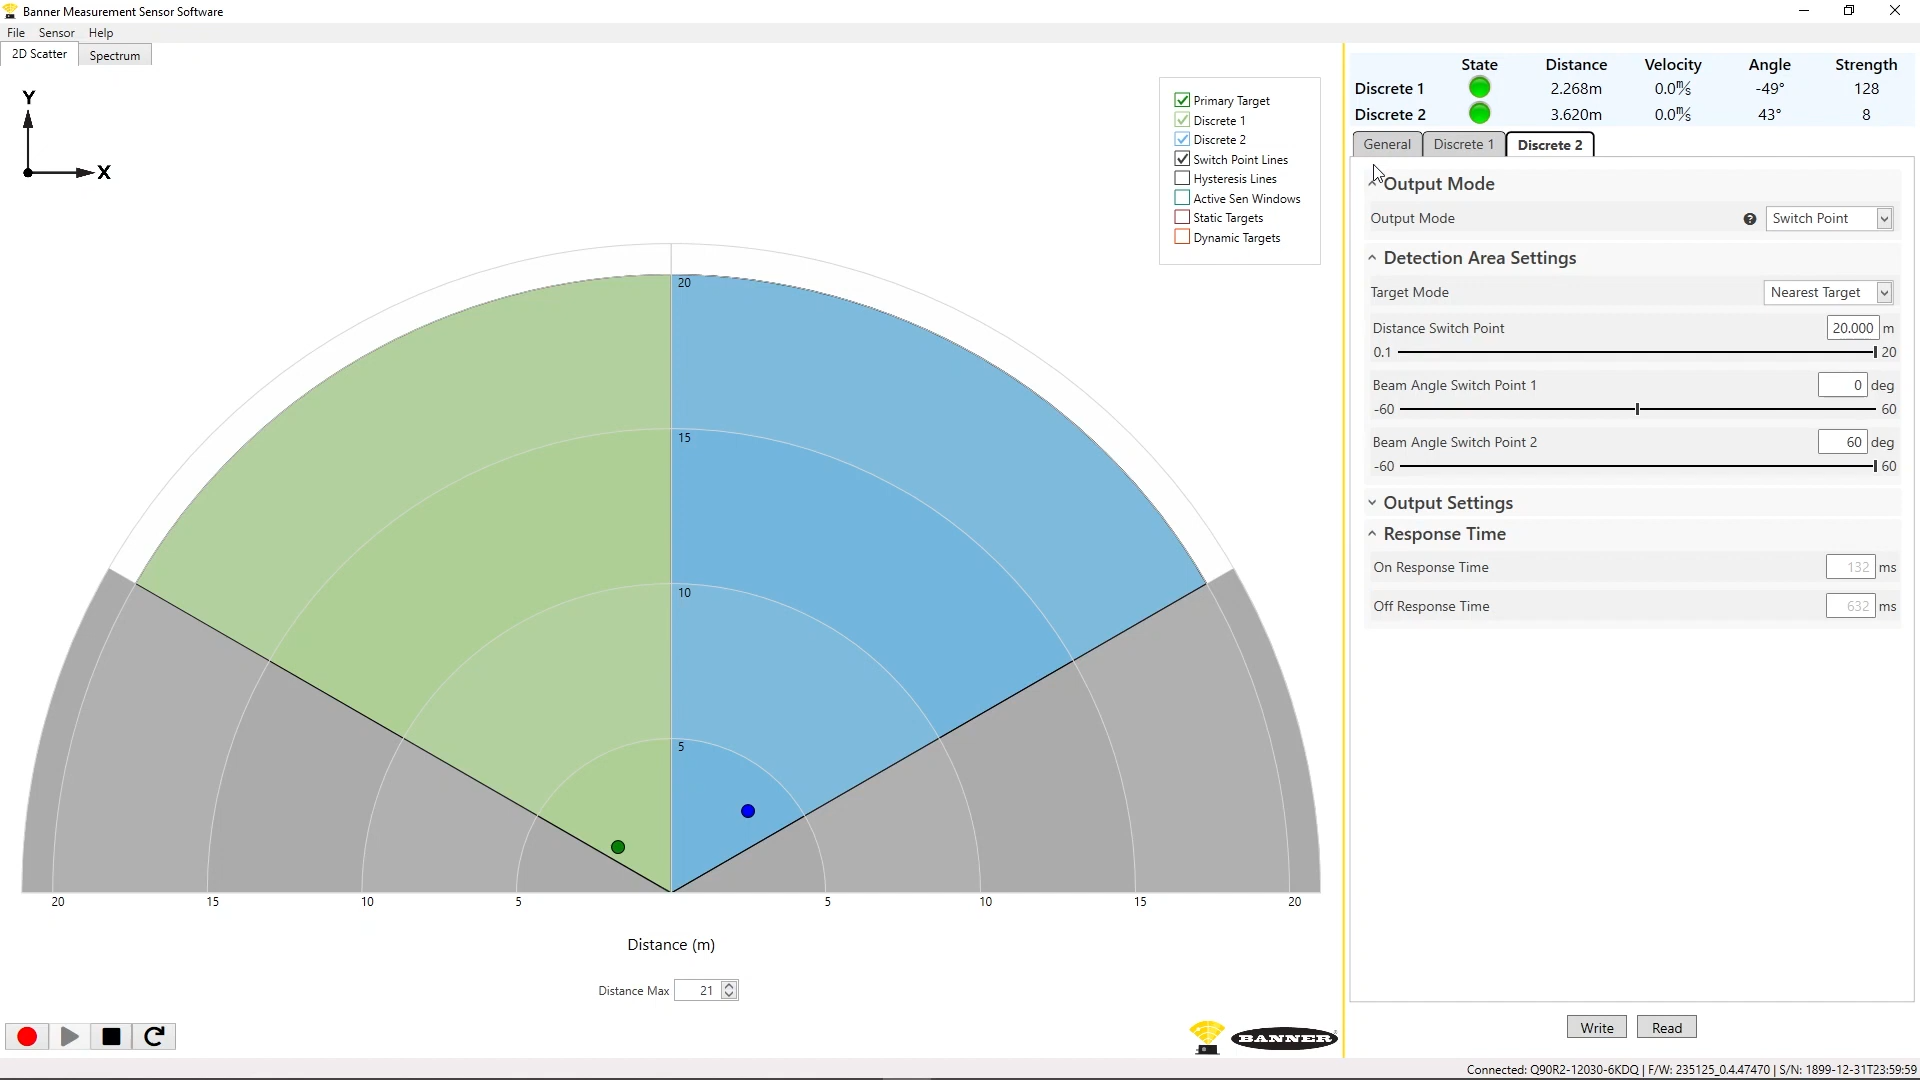 Banner Measurement Sensor Software
File Sensor Help
2D Scatter Spectrum
Y
X
Primary Target
Discrete 1
Discrete 2
Switch Point Lines
Hysteresis Lines
Active Sen Windows
Static Targets
Dynamic Targets
20
15
10
5
20 15 10 5 5 10 15 20
Distance (m)
Distance Max 21
BANNER
State Distance Velocity Angle Strength
Discrete 1 2.268m 0.0m/s -49° 128
Discrete 2 3.620m 0.0m/s 43° 8
General Discrete 1 Discrete 2
Output Mode
Output Mode ? Switch Point
Detection Area Settings
Target Mode Nearest Target
Distance Switch Point 20.000 m
0.1 20
Beam Angle Switch Point 1 0 deg
-60 60
Beam Angle Switch Point 2 60 deg
-60 60
Output Settings
Response Time
On Response Time 132 ms
Off Response Time 632 ms
Write Read
Connected: Q90R2-12030-6KDQ | F/W: 235125_0.4.47470 | S/N: 1899-12-31T23:59:59